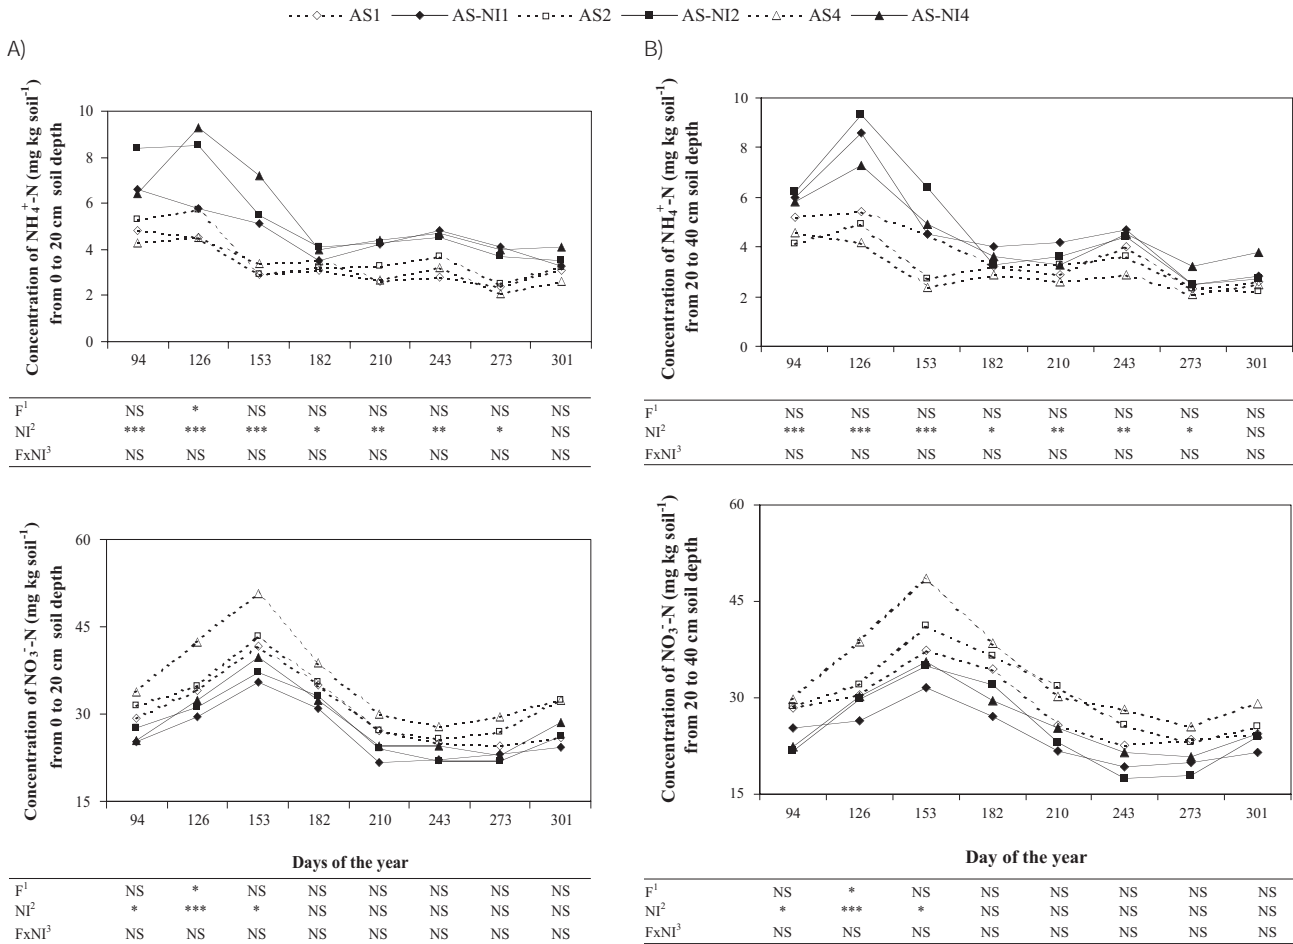 AS1 AS-NI1 AS2 AS-NI2 AS4 AS-NI4
A)
Concentration of NH4+-N (mg kg soil-1)
from 0 to 20 cm soil depth
10
8
6
4
2
0
94 126 153 182 210 243 273 301
F1 NS * NS NS NS NS NS NS
NI2 *** *** *** * ** ** * NS
FxNI3 NS NS NS NS NS NS NS NS
Concentration of NO3--N (mg kg soil-1)
from 0 to 20 cm soil depth
60
45
30
15
94 126 153 182 210 243 273 301
Days of the year
F1 NS * NS NS NS NS NS NS
NI2 * *** * NS NS NS NS NS
FxNI3 NS NS NS NS NS NS NS NS
B)
Concentration of NH4+-N (mg kg soil-1)
from 20 to 40 cm soil depth
10
8
6
4
2
0
94 126 153 182 210 243 273 301
F1 NS NS NS NS NS NS NS NS
NI2 *** *** *** * ** ** * NS
FxNI3 NS NS NS NS NS NS NS NS
Concentration of NO3--N (mg kg soil-1)
from 20 to 40 cm soil depth
60
45
30
15
94 126 153 182 210 243 273 301
Day of the year
F1 NS * NS NS NS NS NS NS
NI2 * *** * NS NS NS NS NS
FxNI3 NS NS NS NS NS NS NS NS